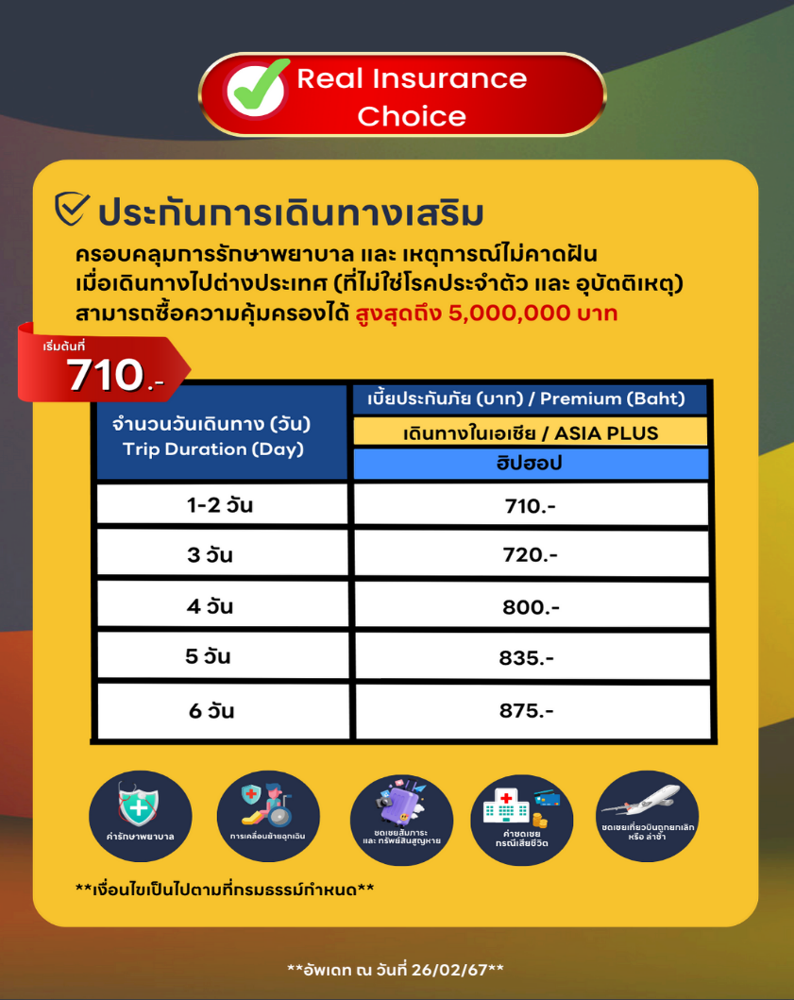 Real Insurance
Choice
ประกันการเดินทางเสริม
ครอบคลุมการรักษาพยาบาล และ เหตุการณ์ไม่คาดฝัน
เมื่อเดินทางไปต่างประเทศ (ที่ไม่ใช่โรคประจำตัว และ อุบัตติเหตุ)
สามารถซื้อความคุ้มครองได้ สูงสุดถึง 5,000,000 บาท
เริ่มต้นที่
710.-
จำนวนวันเดินทาง (วัน)
Trip Duration (Day)
เบี้ยประกันภัย (บาท) / Premium (Baht)
เดินทางในเอเชีย / ASIA PLUS
ฮิปฮอป
1-2 วัน 710.-
3 วัน 720.-
4 วัน 800.-
5 วัน 835.-
6 วัน 875.-
ค่ารักษาพยาบาล
การเคลื่อนย้ายฉุกเฉิน
ชดเชยสัมภาระ
และ ทรัพย์สินสูญหาย
ค่าชดเชย
กรณีเสียชีวิต
ชดเชยเที่ยวบินถูกยกเลิก
หรือ ล่าช้า
**เงื่อนไขเป็นไปตามที่กรมธรรม์กำหนด**
**อัพเดท ณ วันที่ 26/02/67**